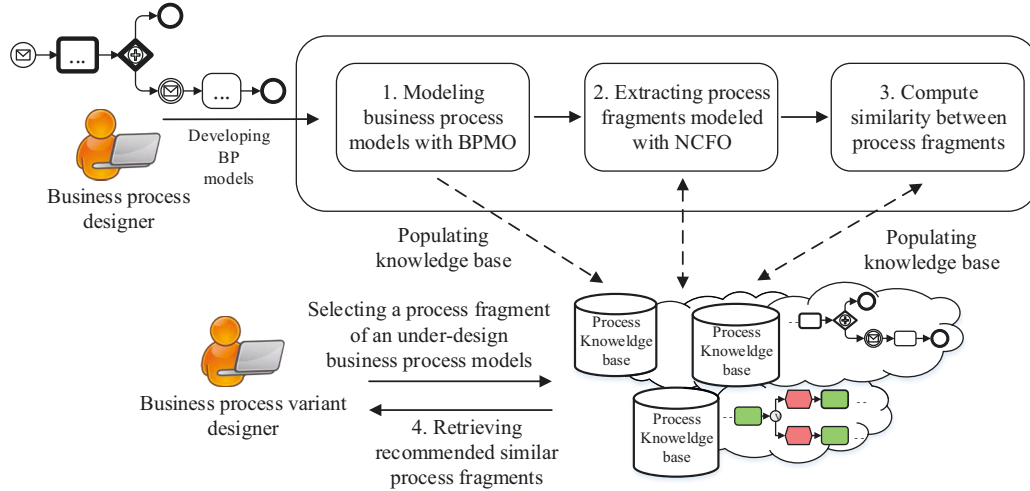 ...
...
Developing
BP
models
Business process
designer
1. Modeling
business process
models with BPMO
2. Extracting process
fragments modeled
with NCFO
3. Compute
similarity between
process fragments
Populating
knowledge base
Populating
knowledge base
Selecting a process fragment
of an under-design
business process models
Business process variant
designer
4. Retrieving
recommended similar
process fragments
Process
Knoweldge
base
Process
Knoweldge
base
Process
Knoweldge
base